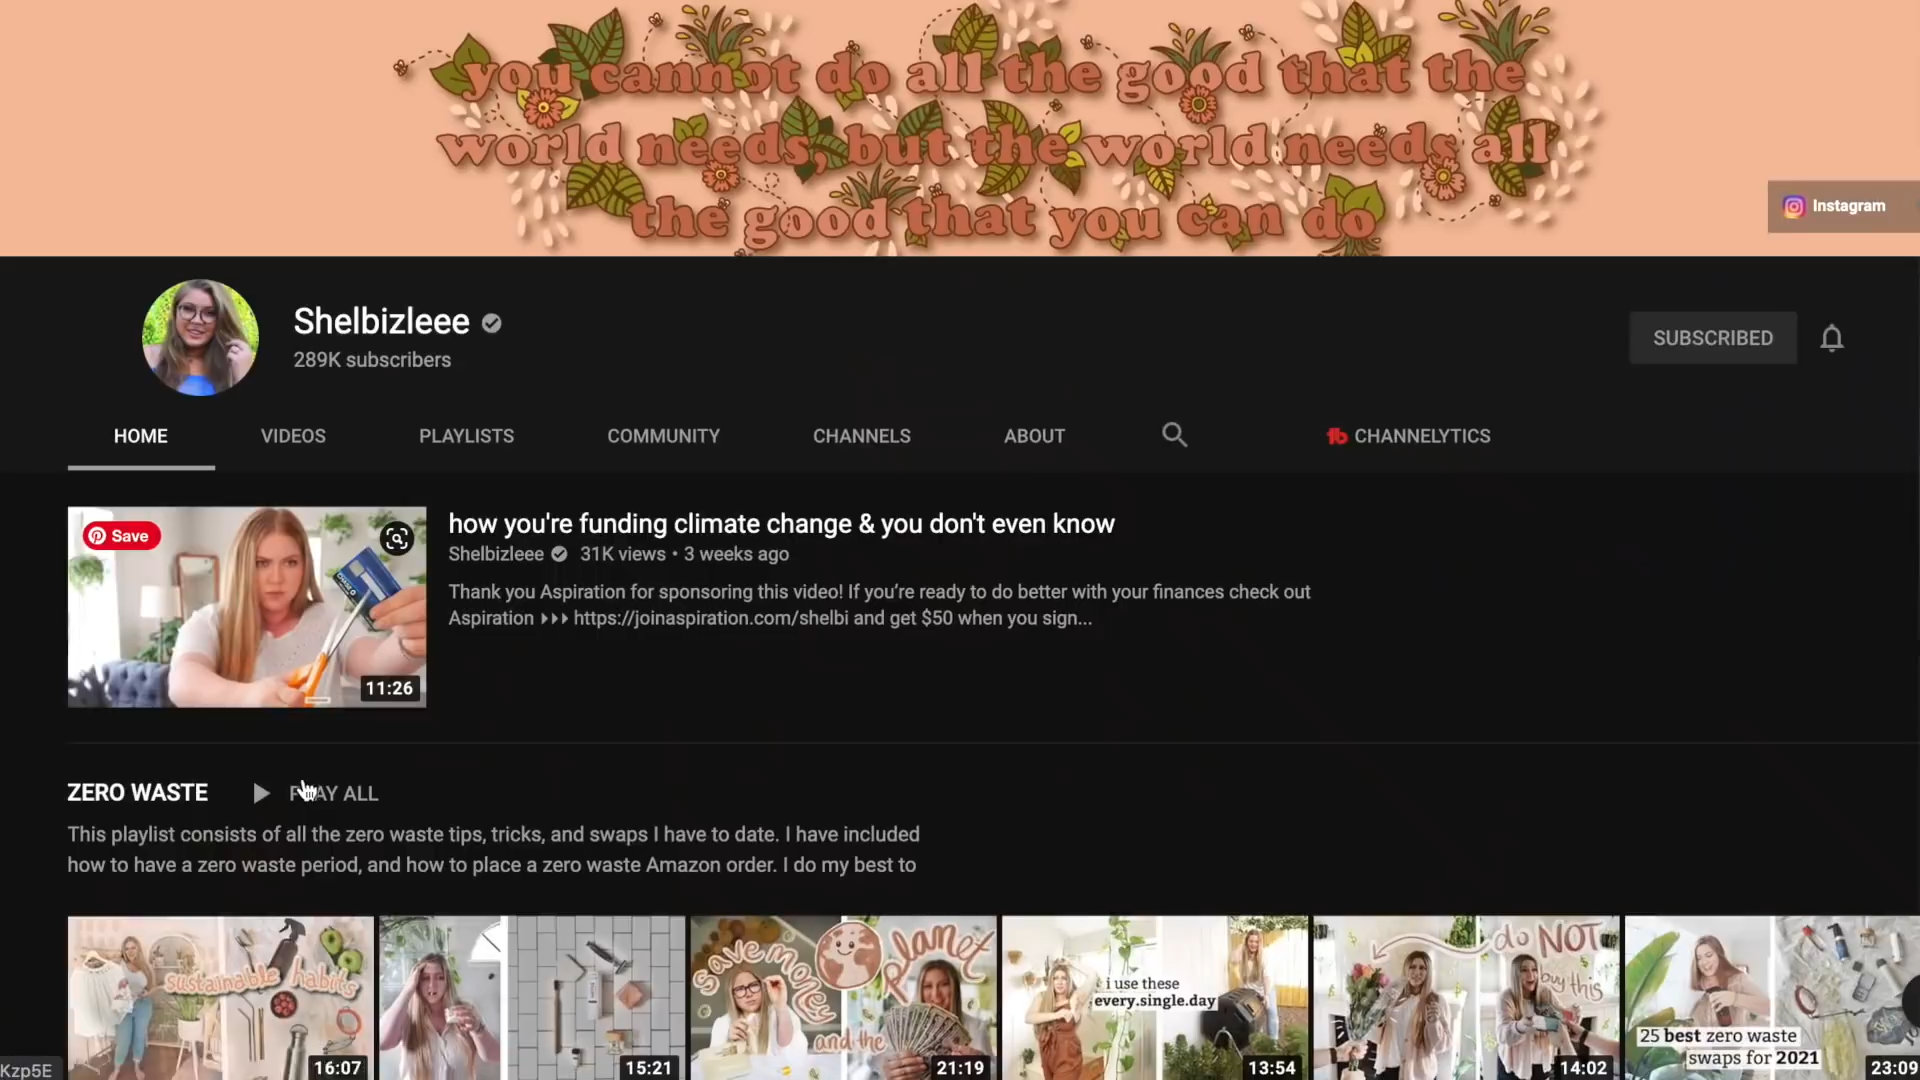 you cannot do all the good that the
world needs, but the world needs all
the good that you can do
Instagram
Shelbizleee
289K subscribers
SUBSCRIBED
HOME
VIDEOS
PLAYLISTS
COMMUNITY
CHANNELS
ABOUT
CHANNELYTICS
Save
11:26
how you're funding climate change & you don't even know
Shelbizleee 31K views • 3 weeks ago
Thank you Aspiration for sponsoring this video! If you're ready to do better with your finances check out
Aspiration ▸▸▸ https://joinaspiration.com/shelbi and get $50 when you sign...
ZERO WASTE
PLAY ALL
This playlist consists of all the zero waste tips, tricks, and swaps I have to date. I have included
how to have a zero waste period, and how to place a zero waste Amazon order. I do my best to
sustainable habits
16:07
15:21
save money
and the
planet
21:19
i use these
every.single.day
13:54
do NOT
buy this
14:02
25 best zero waste
swaps for 2021
23:09
Kzp5E